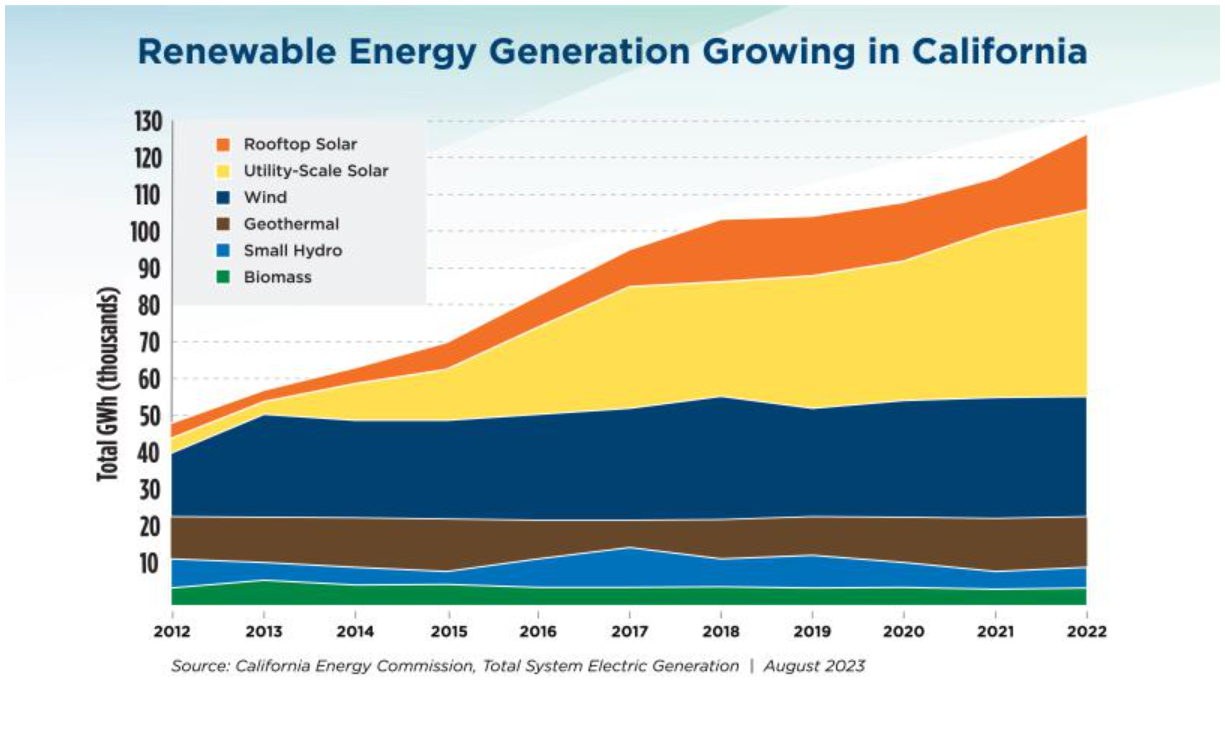 Renewable Energy Generation Growing in California
130
120
110
100
90
80
70
60
50
40
30
20
10
Total GWh (thousands)
Rooftop Solar
Utility-Scale Solar
Wind
Geothermal
Small Hydro
Biomass
2012 2013 2014 2015 2016 2017 2018 2019 2020 2021 2022
Source: California Energy Commission, Total System Electric Generation | August 2023